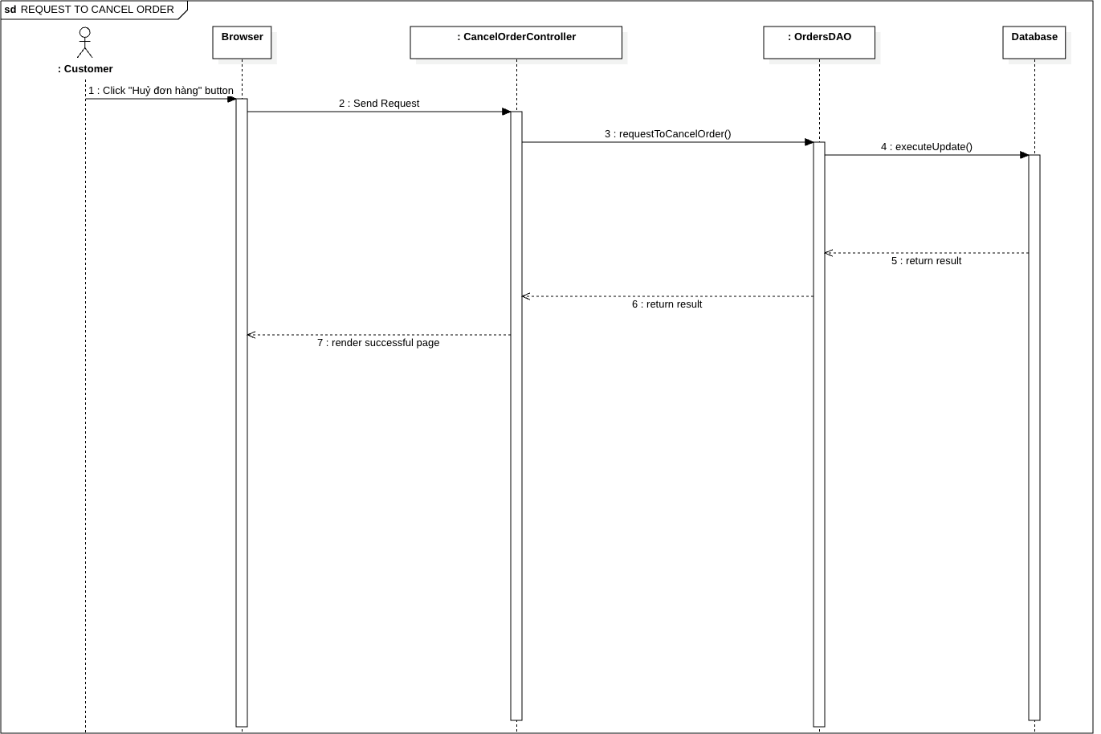 sd REQUEST TO CANCEL ORDER
Browser
: CancelOrderController
: OrdersDAO
Database
: Customer
1 : Click "Huỷ đơn hàng" button
2 : Send Request
3 : requestToCancelOrder()
4 : executeUpdate()
5 : return result
6 : return result
7 : render successful page